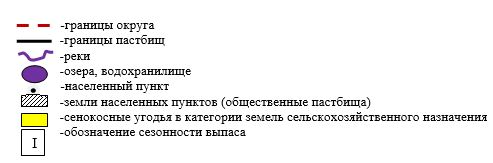 -границы округа
-границы пастбищ
-реки
-озера, водохранилище
-населенный пункт
-земли населенных пунктов (общественные пастбища)
-сенокосные угодья в категории земель сельскохозяйственного назначения
I -обозначение сезонности выпаса